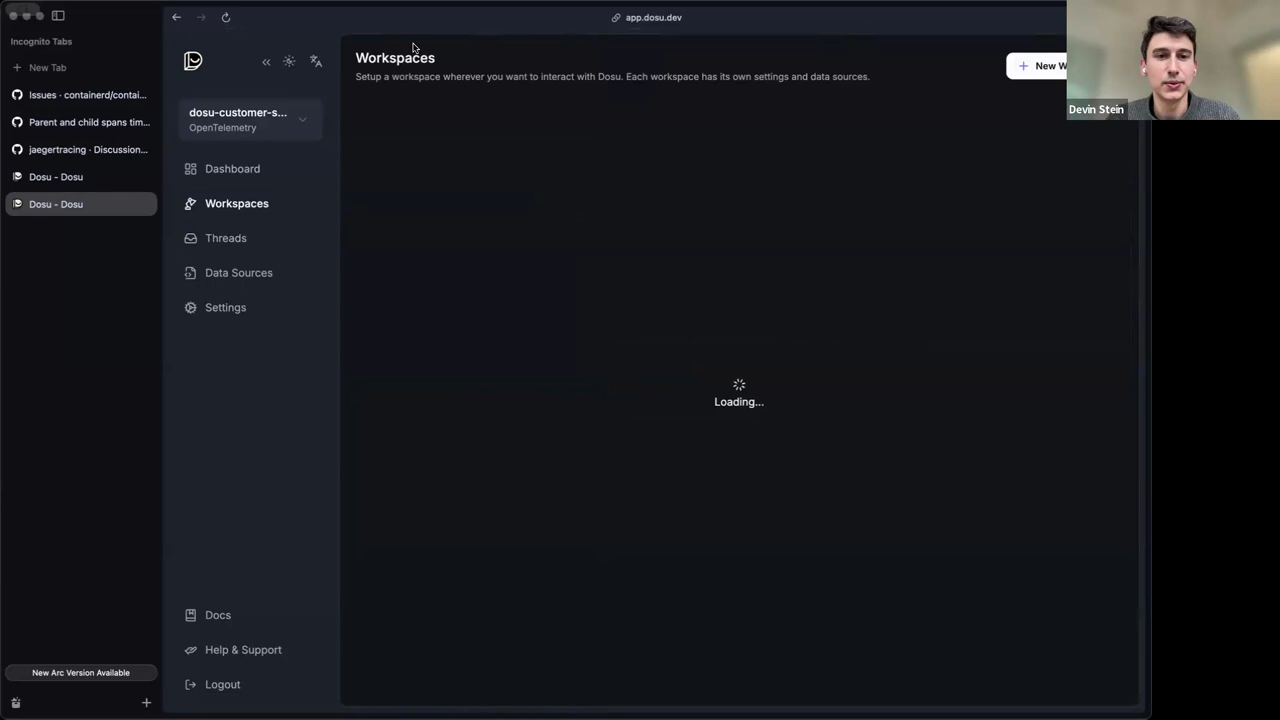 app.dosu.dev
Incognito Tabs
New Tab
Issues · containerd/contai...
Parent and child spans tim...
jaegertracing · Discussion...
Dosu - Dosu
Dosu - Dosu
New Arc Version Available
dosu-customer-s...
OpenTelemetry
Dashboard
Workspaces
Threads
Data Sources
Settings
Docs
Help & Support
Logout
Workspaces
Setup a workspace wherever you want to interact with Dosu. Each workspace has its own settings and data sources.
New W
Loading...
Devin Stein